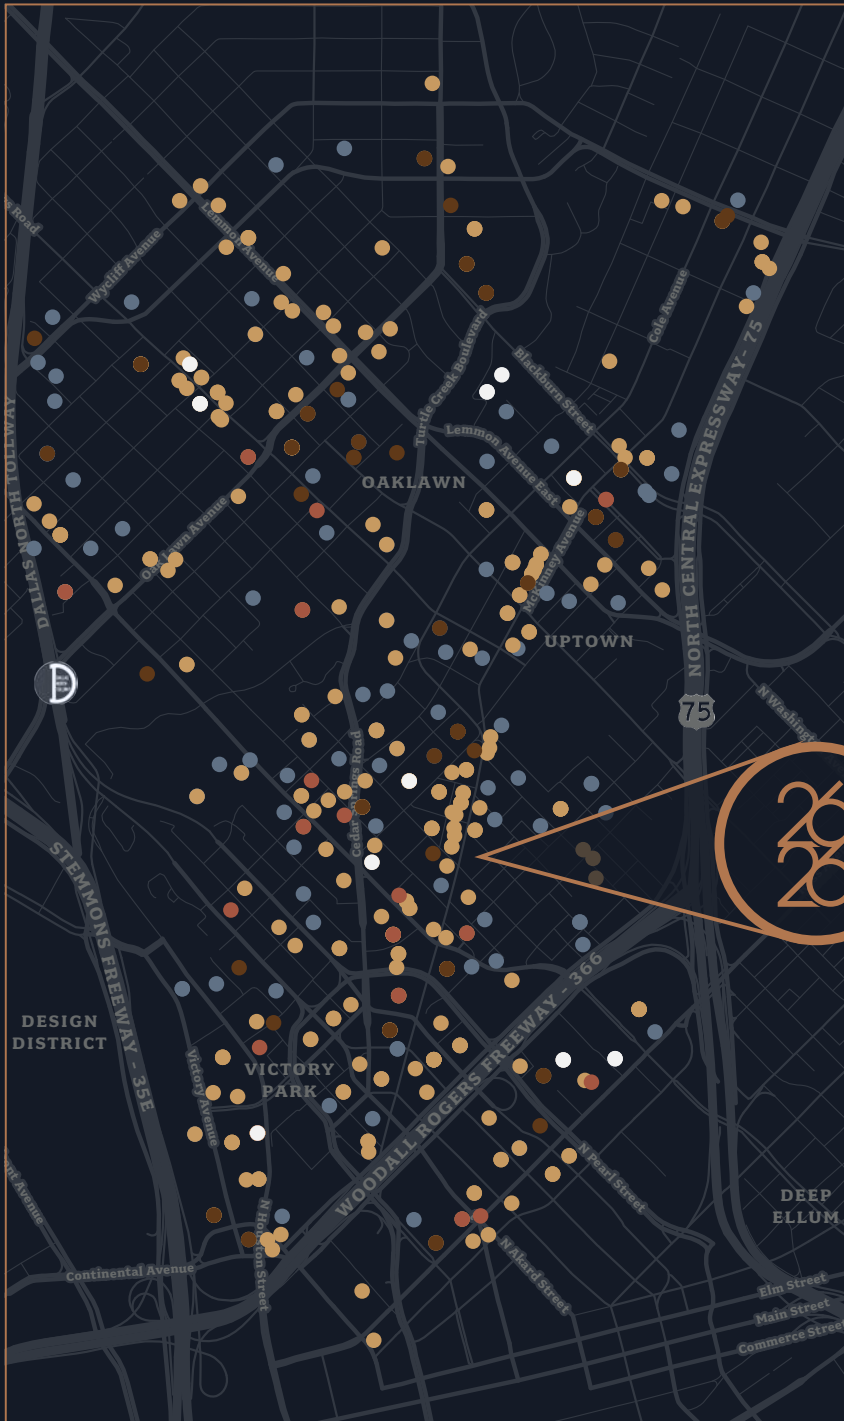 Lemmon Avenue
Wycliff Avenue
Cole Avenue
Turtle Creek Boulevard
Blackburn Street
NORTH CENTRAL EXPRESSWAY - 75
DALLAS NORTH TOLLWAY
Lemmon Avenue East
OAKLAWN
Oak Lawn Avenue
McKinney Avenue
UPTOWN
75
Cedar Springs Road
26
20
STEMMONS FREEWAY - 35E
WOODALL ROGERS FREEWAY - 366
DESIGN
DISTRICT
VICTORY
PARK
Victory Avenue
N Pearl Street
DEEP
ELLUM
N Houston Street
N Akard Street
Continental Avenue
Elm Street
Main Street
Commerce Street